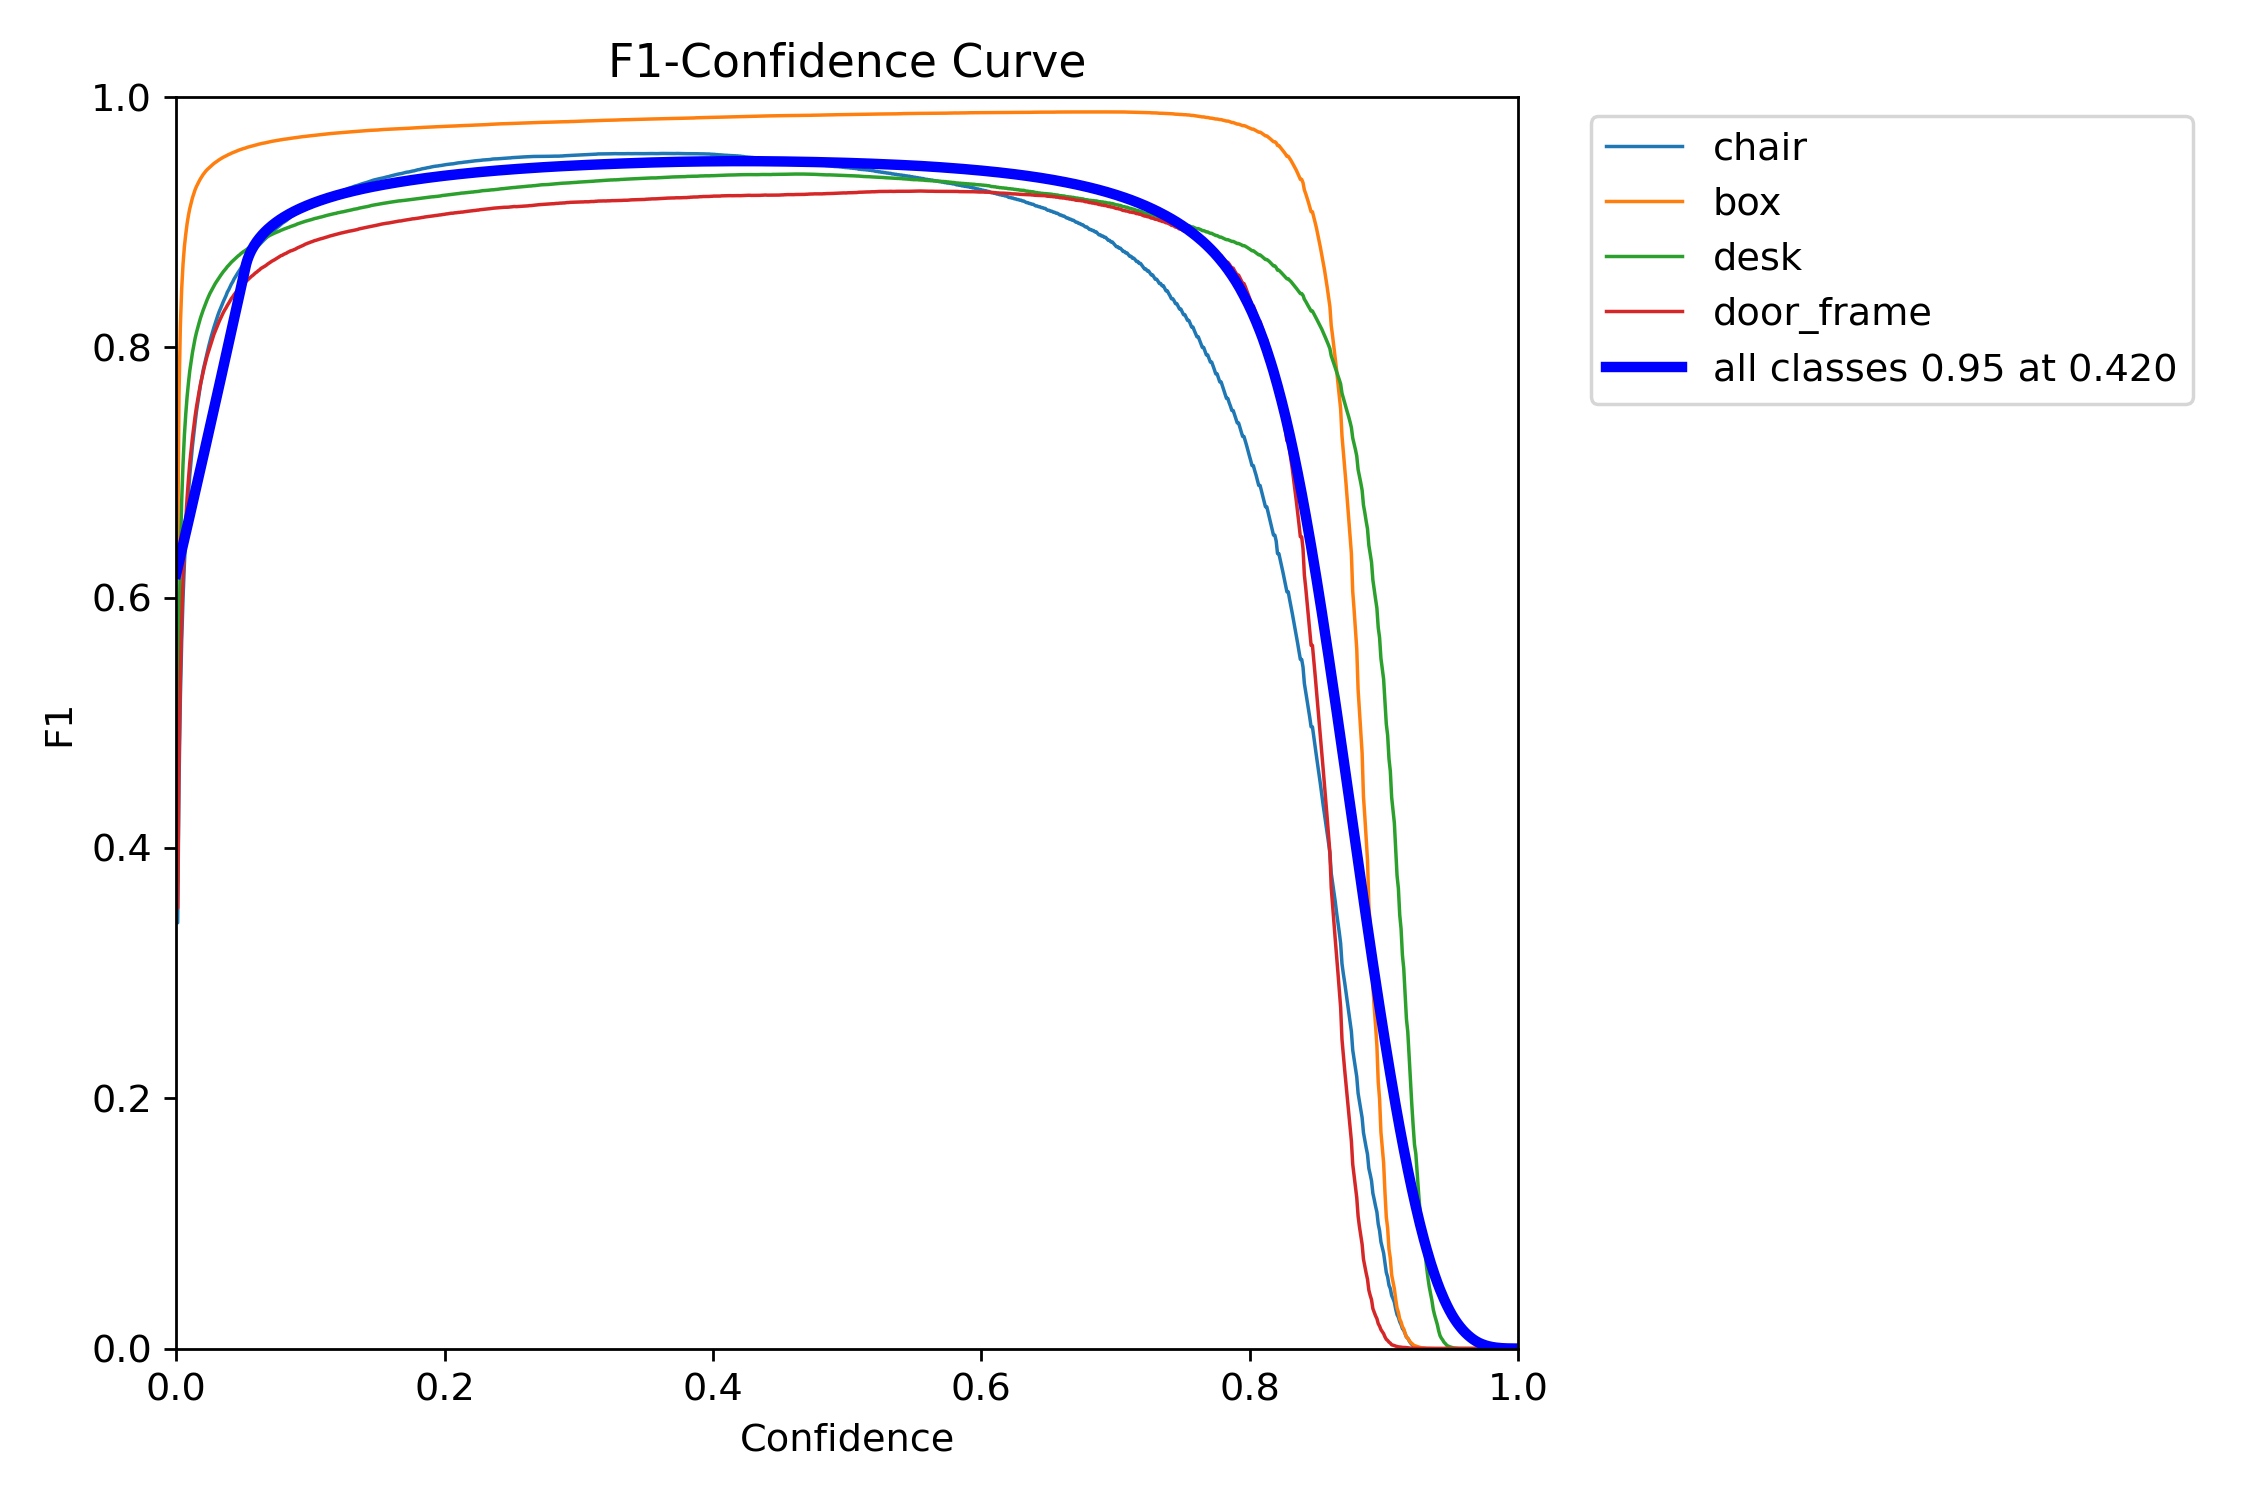 F1-Confidence Curve
1.0
0.8
0.6
0.4
0.2
0.0
F1
0.0 0.2 0.4 0.6 0.8 1.0
Confidence
chair
box
desk
door_frame
all classes 0.95 at 0.420